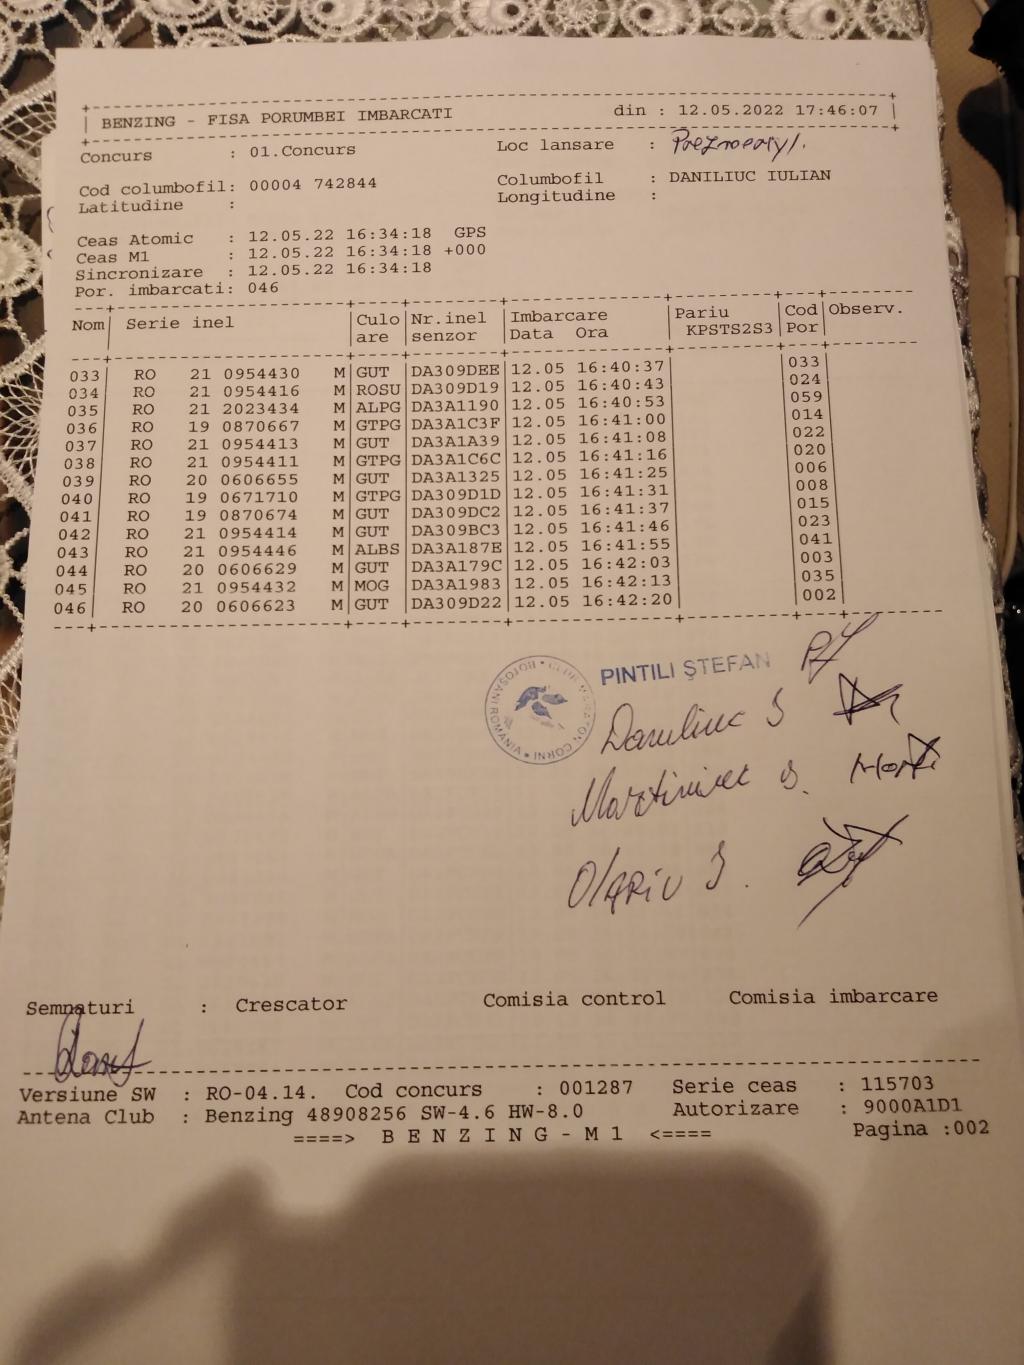 BENZING - FISA PORUMBEI IMBARCATI din : 12.05.2022 17:46:07
Concurs : 01.Concurs Loc lansare :
Cod columbofil: 00004 742844 Columbofil : DANILIUC IULIAN
Latitudine : Longitudine :
Ceas Atomic : 12.05.22 16:34:18 GPS
Ceas M1 : 12.05.22 16:34:18 +000
Sincronizare : 12.05.22 16:34:18
Por. imbarcati: 046
Nom Serie inel Culo Nr.inel Imbarcare Pariu Cod Observ.
are senzor Data Ora KPSTS2S3 Por
033 RO 21 0954430 M GUT DA309DEE 12.05 16:40:37 033
034 RO 21 0954416 M ROSU DA309D19 12.05 16:40:43 024
035 RO 21 2023434 M ALPG DA3A1190 12.05 16:40:53 059
036 RO 19 0870667 M GTPG DA3A1C3F 12.05 16:41:00 014
037 RO 21 0954413 M GUT DA3A1A39 12.05 16:41:08 022
038 RO 21 0954411 M GTPG DA3A1C6C 12.05 16:41:16 020
039 RO 20 0606655 M GUT DA3A1325 12.05 16:41:25 006
040 RO 19 0671710 M GTPG DA309D1D 12.05 16:41:31 008
041 RO 19 0870674 M GUT DA309DC2 12.05 16:41:37 015
042 RO 21 0954414 M GUT DA309BC3 12.05 16:41:46 023
043 RO 21 0954446 M ALBS DA3A187E 12.05 16:41:55 041
044 RO 20 0606629 M GUT DA3A179C 12.05 16:42:03 003
045 RO 21 0954432 M MOG DA3A1983 12.05 16:42:13 035
046 RO 20 0606623 M GUT DA309D22 12.05 16:42:20 002
PINTILI ŞTEFAN
BOTOSANI ROMANIA CORNI
Daniliuc I
Olariu I.
Semnaturi : Crescator Comisia control Comisia imbarcare
Versiune SW : RO-04.14. Cod concurs : 001287 Serie ceas : 115703
Antena Club : Benzing 48908256 SW-4.6 HW-8.0 Autorizare : 9000A1D1
====> B E N Z I N G - M 1 <==== Pagina :002